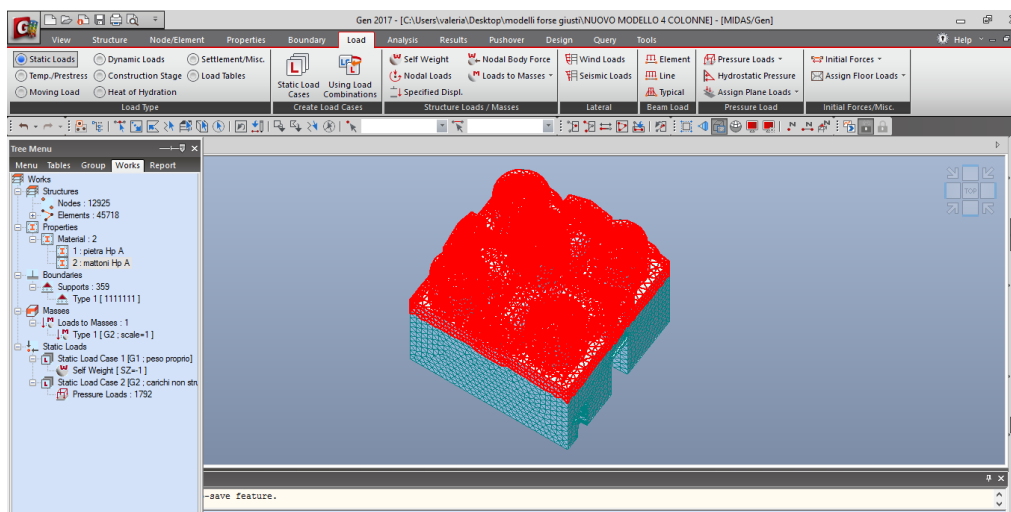 Gen 2017 - [C:\Users\valeria\Desktop\modelli forse giusti\NUOVO MODELLO 4 COLONNE] - [MIDAS/Gen]
View Structure Node/Element Properties Boundary Load Analysis Results Pushover Design Query Tools Help
Static Loads Dynamic Loads Settlement/Misc.
Temp./Prestress Construction Stage Load Tables
Moving Load Heat of Hydration
Load Type
Static Load Cases
Using Load Combinations
Create Load Cases
Self Weight Nodal Body Force
Nodal Loads Loads to Masses
Specified Displ.
Structure Loads / Masses
Wind Loads
Seismic Loads
Lateral
Element
Line
Typical
Beam Load
Pressure Loads
Hydrostatic Pressure
Assign Plane Loads
Pressure Load
Initial Forces
Assign Floor Loads
Initial Forces/Misc.
Tree Menu
Menu Tables Group Works Report
Works
Structures
Nodes : 12925
Elements : 45718
Properties
Material : 2
1 : pietra Hp A
2 : mattoni Hp A
Boundaries
Supports : 359
Type 1 [ 1111111 ]
Masses
Loads to Masses : 1
Type 1 [ G2 ; scale=1 ]
Static Loads
Static Load Case 1 [G1 ; peso proprio]
Self Weight [ SZ=-1 ]
Static Load Case 2 [G2 ; carichi non stru
Pressure Loads : 1792
TOP
-save feature.